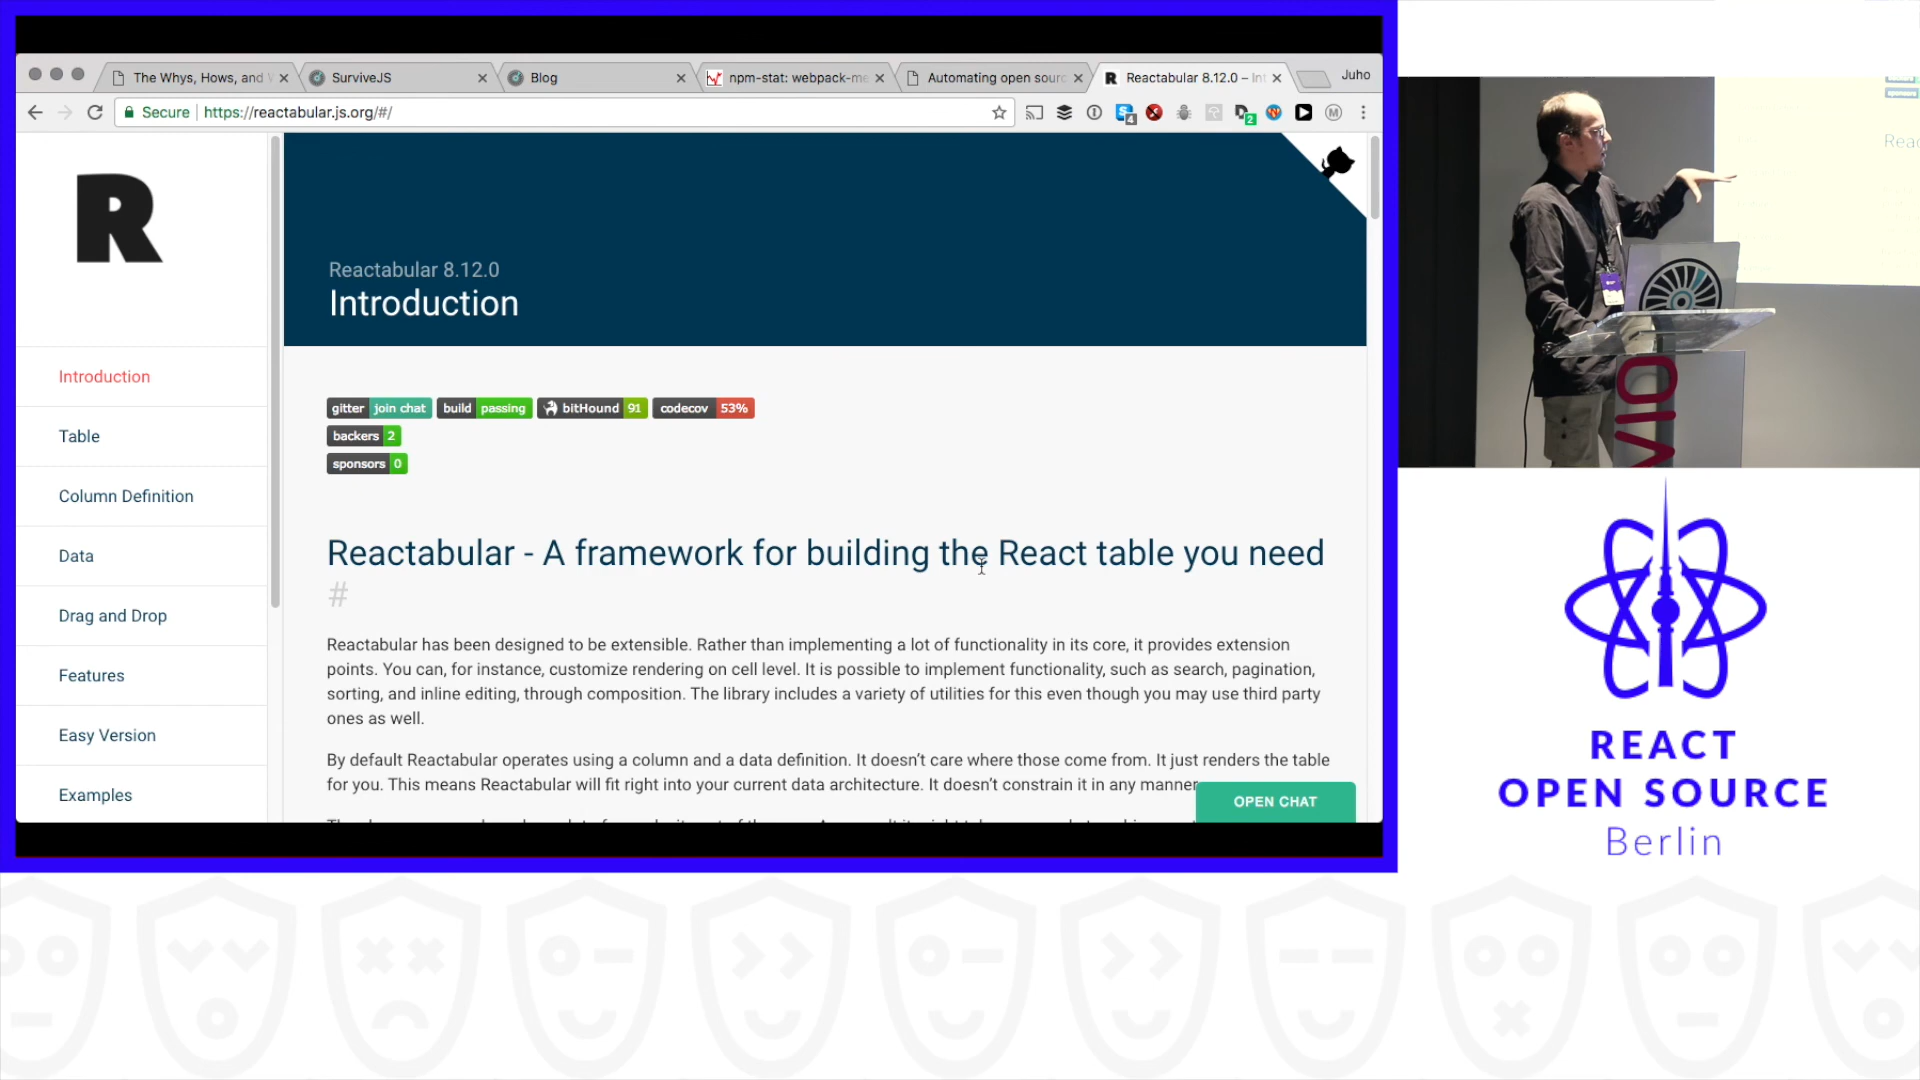 The Whys, Hows, and
SurviveJS
Blog
npm-stat: webpack-me
Automating open sourc
Reactabular 8.12.0 – Int
Juho
Secure
https://reactabular.js.org/#/
4
2
R
Reactabular 8.12.0
Introduction
Introduction
Table
Column Definition
Data
Drag and Drop
Features
Easy Version
Examples
gitter join chat
build passing
bitHound 91
codecov 53%
backers 2
sponsors 0
Reactabular - A framework for building the React table you need
#
Reactabular has been designed to be extensible. Rather than implementing a lot of functionality in its core, it provides extension
points. You can, for instance, customize rendering on cell level. It is possible to implement functionality, such as search, pagination,
sorting, and inline editing, through composition. The library includes a variety of utilities for this even though you may use third party
ones as well.
By default Reactabular operates using a column and a data definition. It doesn't care where those come from. It just renders the table
for you. This means Reactabular will fit right into your current data architecture. It doesn't constrain it in any manner
OPEN CHAT
Reac
REACT
OPEN SOURCE
Berlin